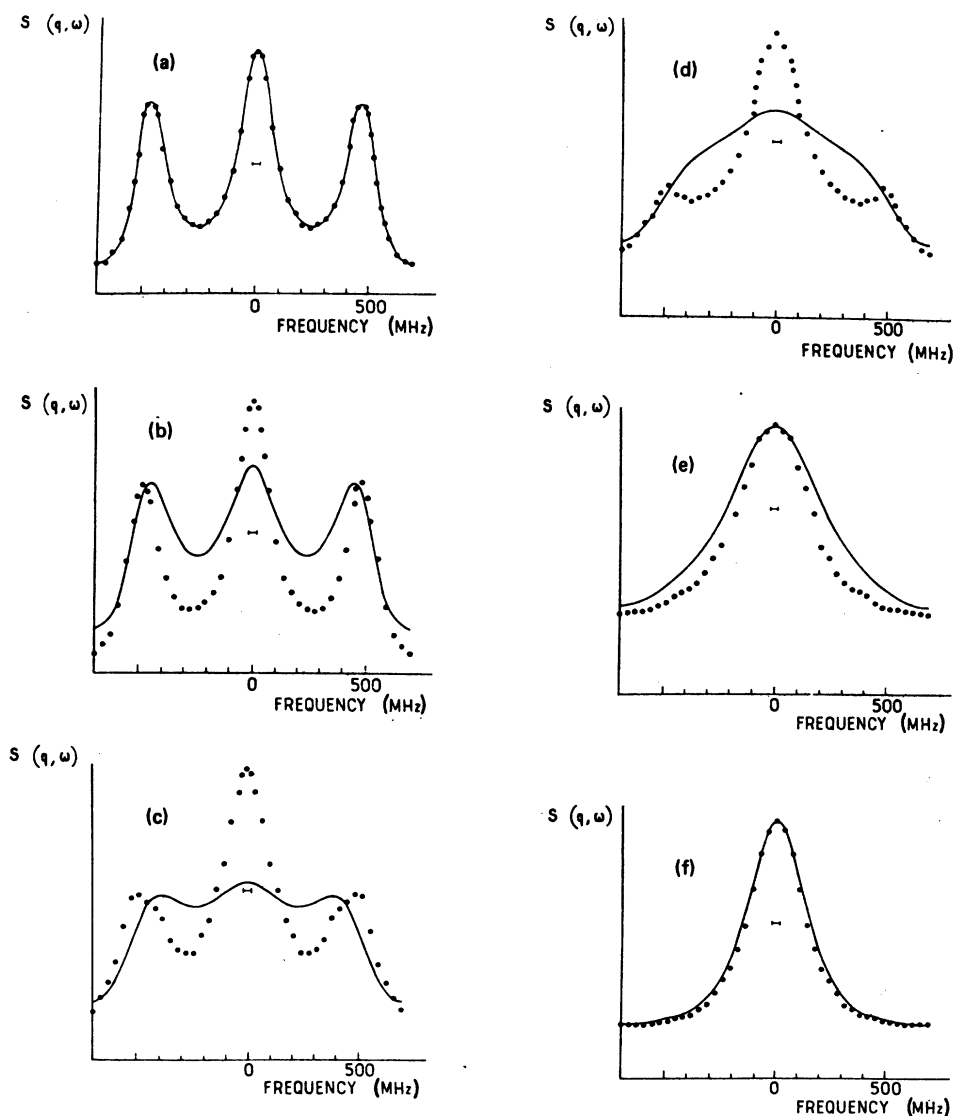 S (q,ω)
(a)
0 500
FREQUENCY (MHz)
S (q,ω)
(b)
0 500
FREQUENCY (MHz)
S (q,ω)
(c)
0 500
FREQUENCY (MHz)
S (q,ω)
(d)
0 500
FREQUENCY (MHz)
S (q,ω)
(e)
0 500
FREQUENCY (MHz)
S (q,ω)
(f)
0 500
FREQUENCY (MHz)